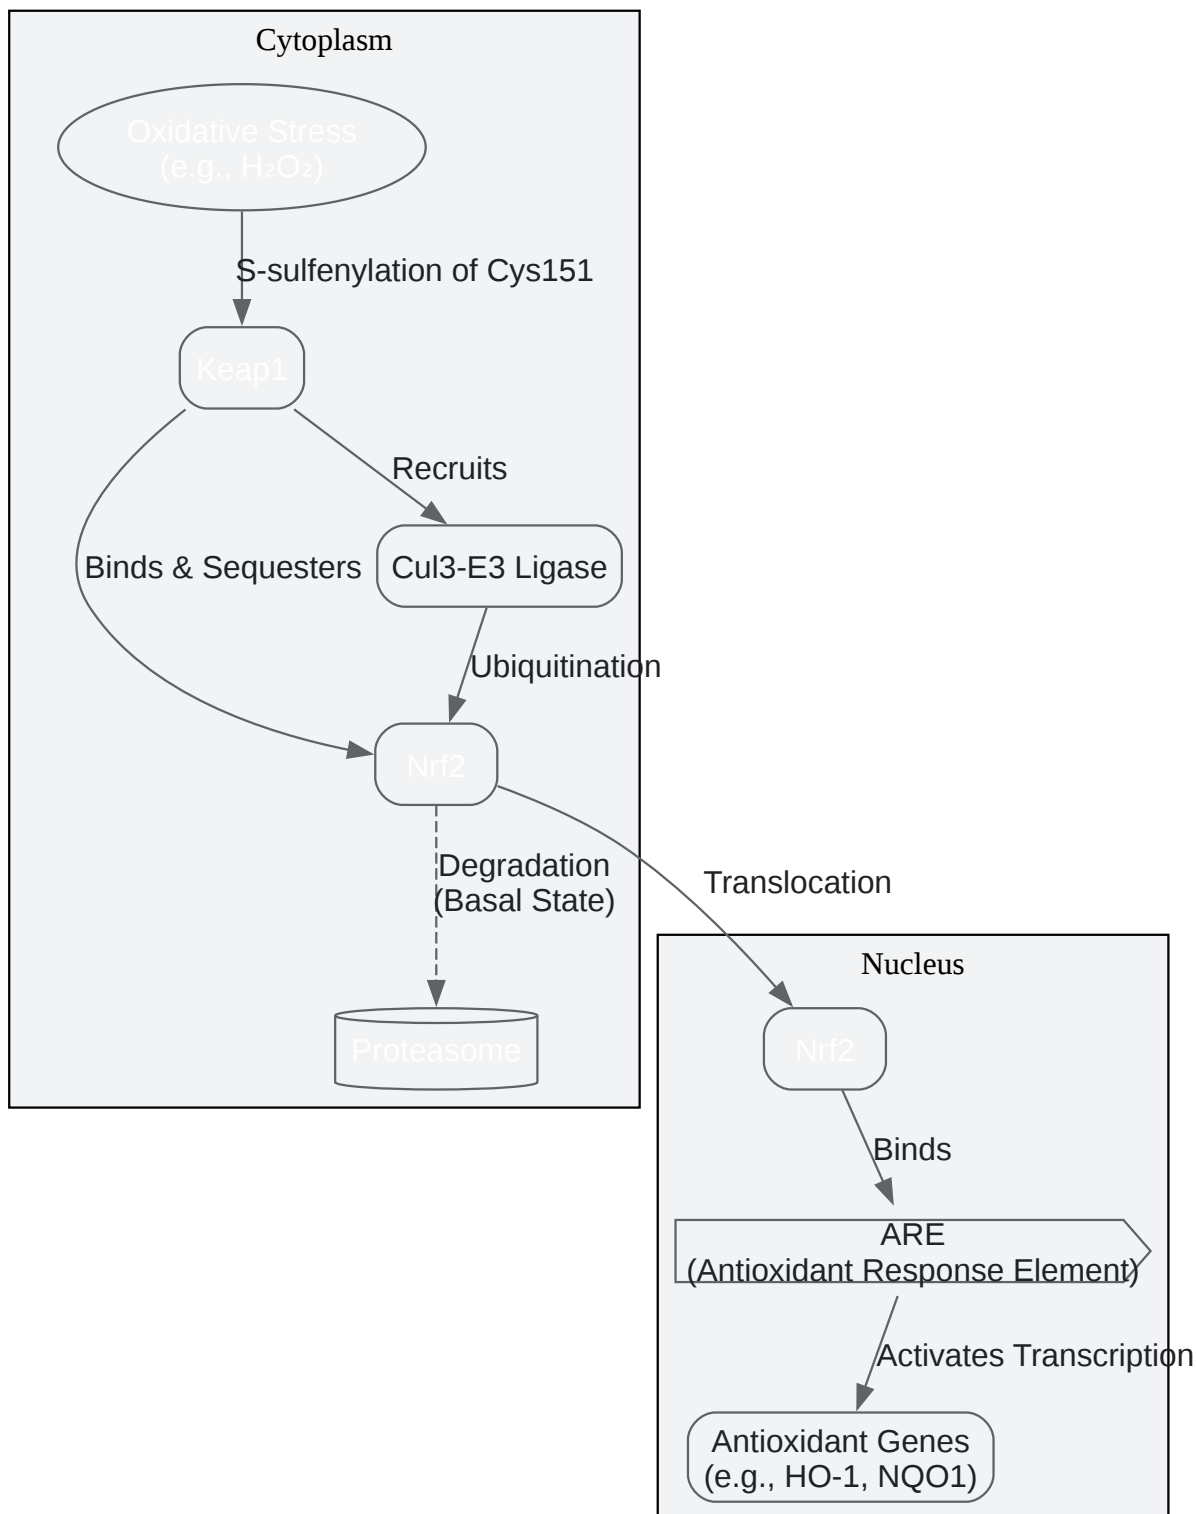 Cytoplasm
Oxidative Stress
(e.g., H₂O₂)
S-sulfenylation of Cys151
Keap1
Recruits
Binds & Sequesters
Cul3-E3 Ligase
Ubiquitination
Nrf2
Degradation
(Basal State)
Translocation
Proteasome
Nucleus
Nrf2
Binds
ARE
(Antioxidant Response Element)
Activates Transcription
Antioxidant Genes
(e.g., HO-1, NQO1)